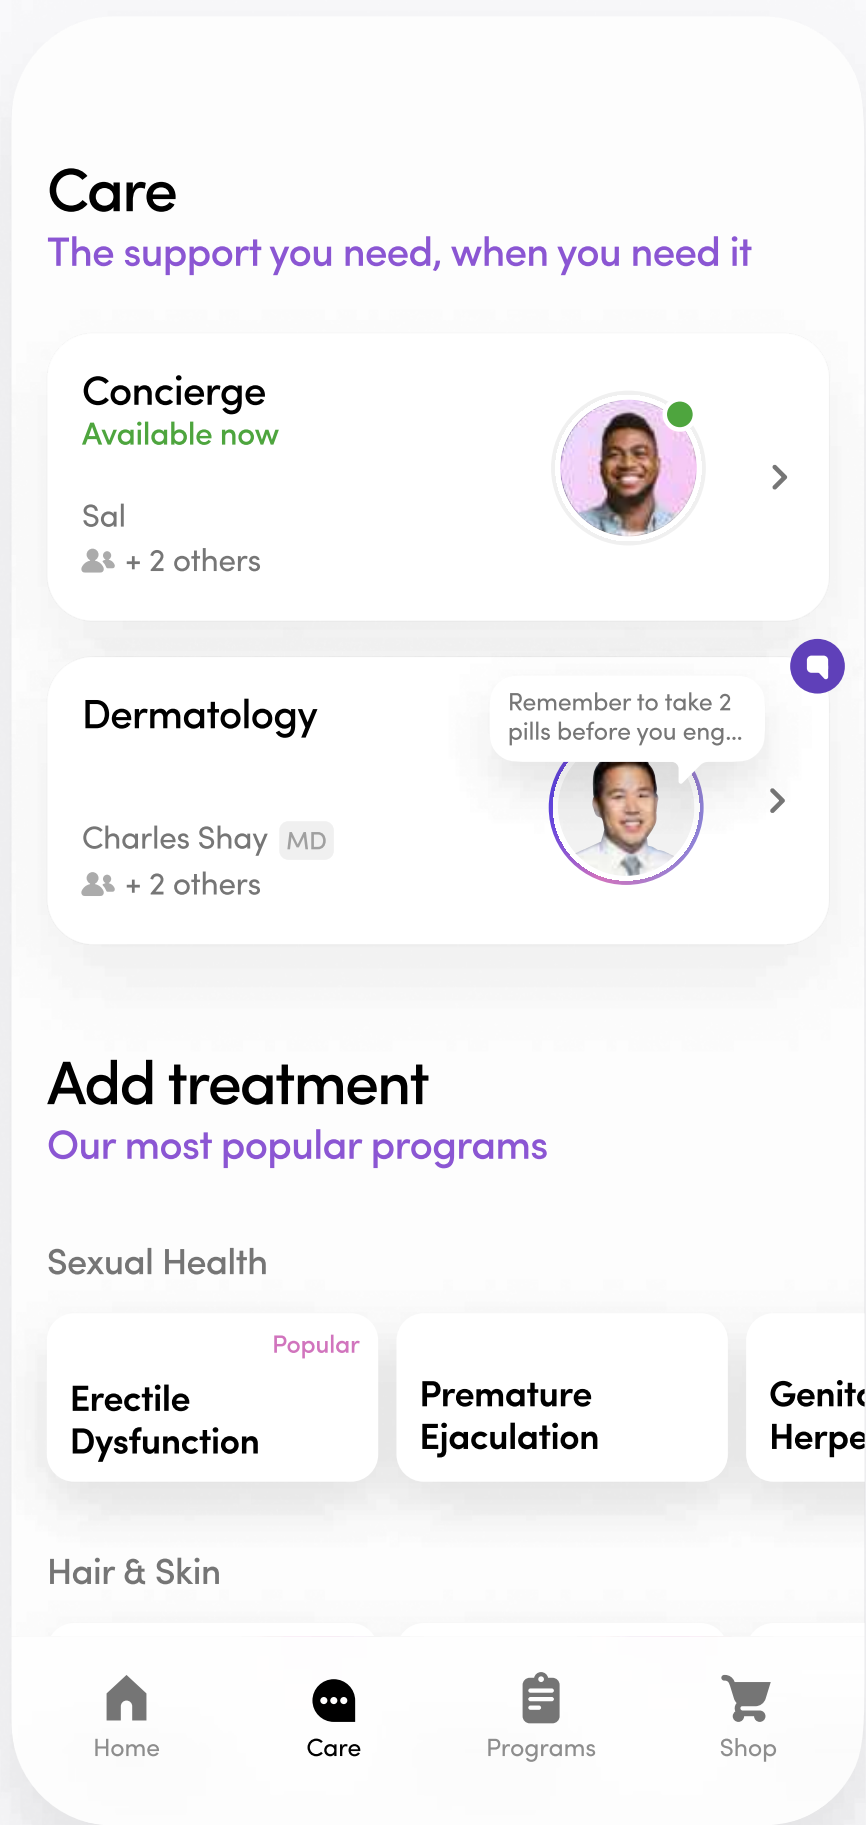 Care
The support you need, when you need it
Concierge
Available now
Sal
+ 2 others
Dermatology
Remember to take 2
pills before you eng...
Charles Shay MD
+ 2 others
Add treatment
Our most popular programs
Sexual Health
Popular
Erectile
Dysfunction
Premature
Ejaculation
Genit
Herpe
Hair & Skin
Home
Care
Programs
Shop